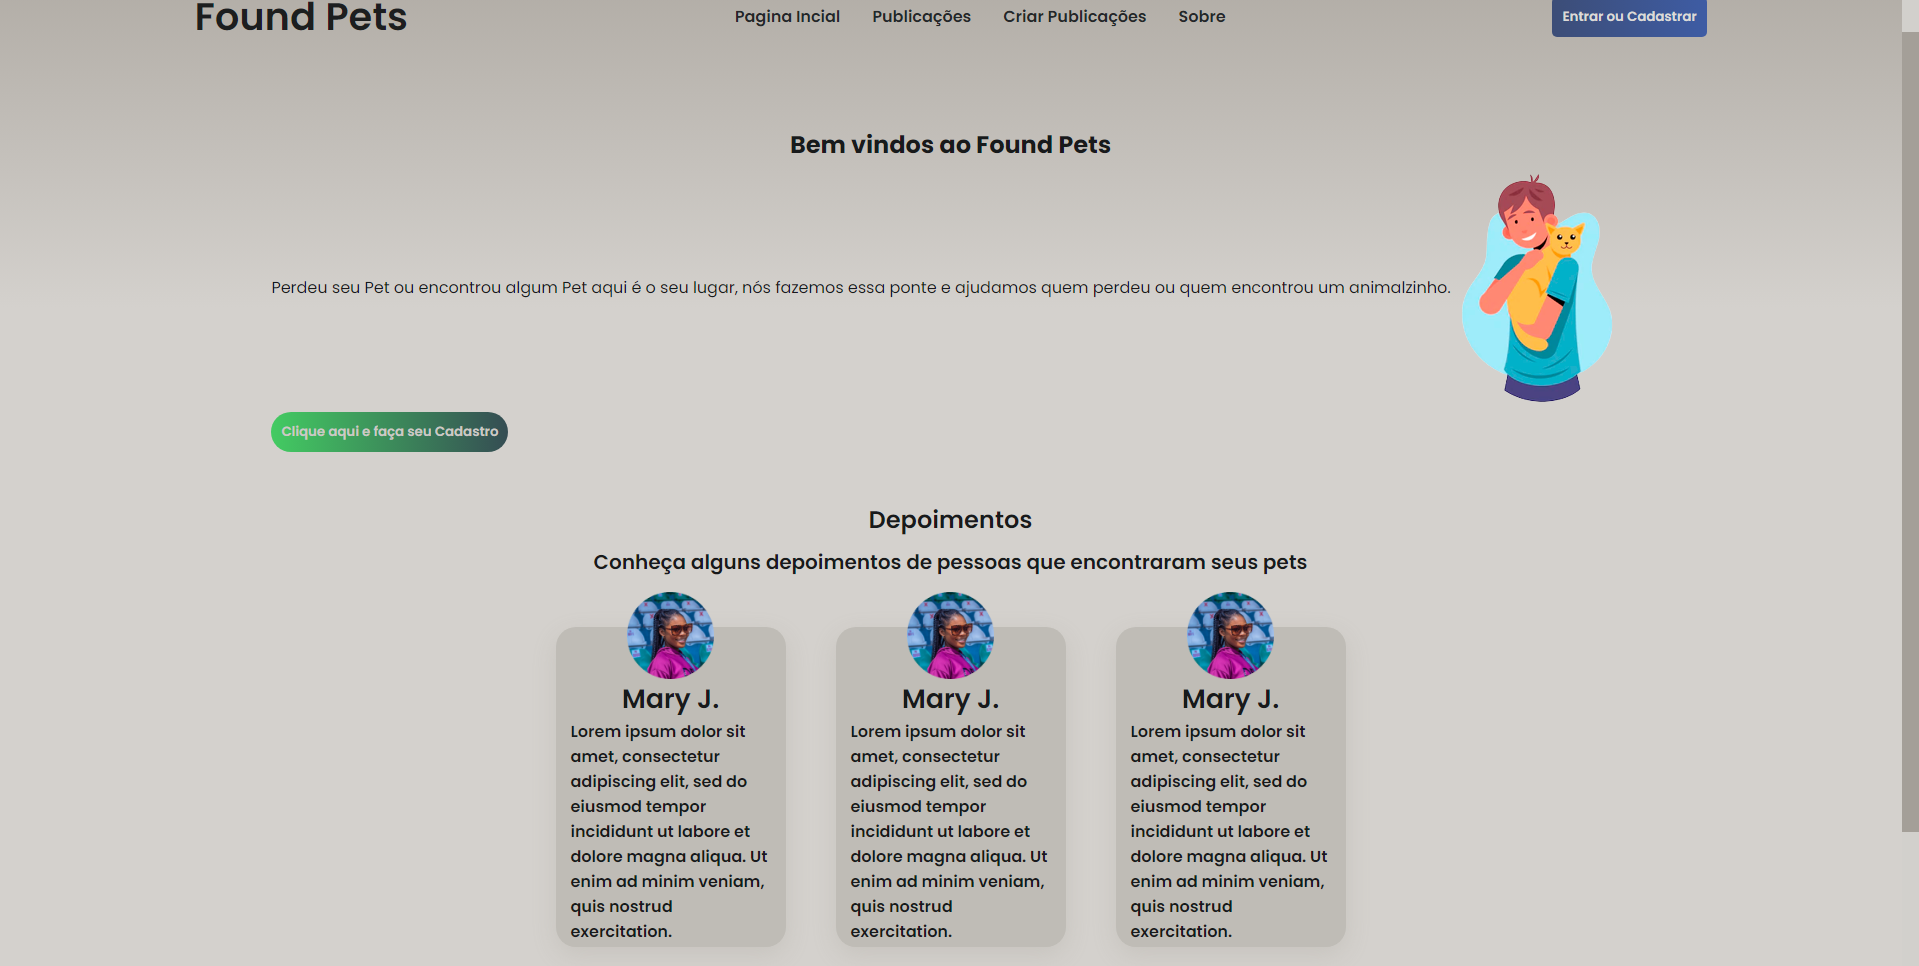 Found Pets
Pagina Incial
Publicações
Criar Publicações
Sobre
Entrar ou Cadastrar
Bem vindos ao Found Pets
Perdeu seu Pet ou encontrou algum Pet aqui é o seu lugar, nós fazemos essa ponte e ajudamos quem perdeu ou quem encontrou um animalzinho.
Clique aqui e faça seu Cadastro
Depoimentos
Conheça alguns depoimentos de pessoas que encontraram seus pets
Mary J.
Lorem ipsum dolor sit
amet, consectetur
adipiscing elit, sed do
eiusmod tempor
incididunt ut labore et
dolore magna aliqua. Ut
enim ad minim veniam,
quis nostrud
exercitation.
Mary J.
Lorem ipsum dolor sit
amet, consectetur
adipiscing elit, sed do
eiusmod tempor
incididunt ut labore et
dolore magna aliqua. Ut
enim ad minim veniam,
quis nostrud
exercitation.
Mary J.
Lorem ipsum dolor sit
amet, consectetur
adipiscing elit, sed do
eiusmod tempor
incididunt ut labore et
dolore magna aliqua. Ut
enim ad minim veniam,
quis nostrud
exercitation.